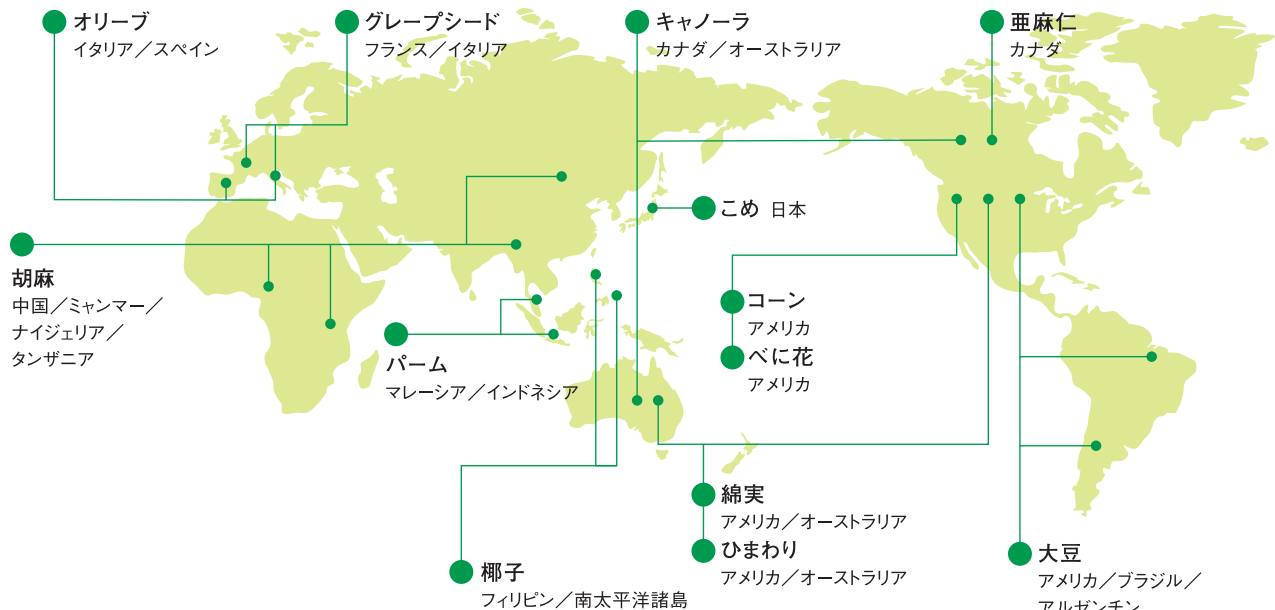 オリーブ
イタリア／スペイン
グレープシード
フランス／イタリア
キャノーラ
カナダ／オーストラリア
亜麻仁
カナダ
こめ 日本
胡麻
中国／ミャンマー／
ナイジェリア／
タンザニア
パーム
マレーシア／インドネシア
コーン
アメリカ
べに花
アメリカ
綿実
アメリカ／オーストラリア
ひまわり
アメリカ／オーストラリア
椰子
フィリピン／南太平洋諸島
大豆
アメリカ／ブラジル／
アルゼンチン